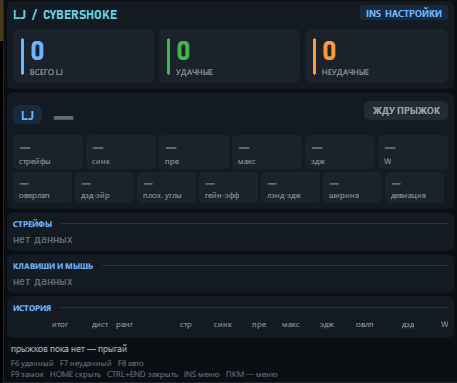 LJ / CYBERSHOKE
INS НАСТРОЙКИ
0 0 0
ВСЕГО LJ УДАЧНЫЕ НЕУДАЧНЫЕ
LJ —
ЖДУ ПРЫЖОК
— — — — — —
стрейфы синк пре макс эдж W
— — — — — — —
оверлап дэд-эйр плох. углы гейн-эфф лэнд-эдж ширина девиация
СТРЕЙФЫ
нет данных
КЛАВИШИ И МЫШЬ
нет данных
ИСТОРИЯ
итог дист ранг стр синк пре макс эдж овлп дэд W
прыжков пока нет — прыгай
F6 удачный F7 неудачный F8 авто
F9 замок HOME скрыть CTRL+END закрыть INS меню ПКМ — меню